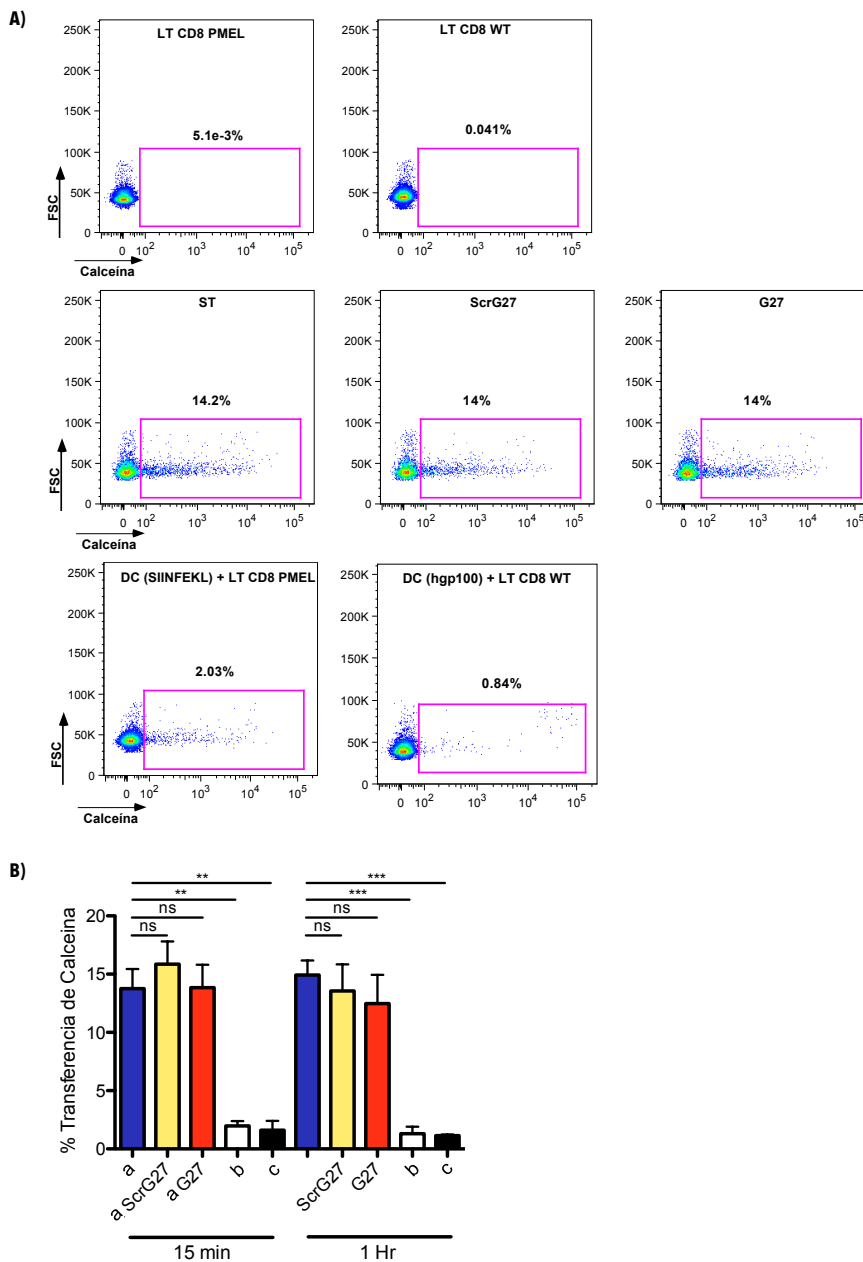 A)
LT CD8 PMEL
LT CD8 WT
250K
200K
150K
100K
50K
0
5.1e-3%
FSC
0 10^2 10^3 10^4 10^5
Calceína
250K
200K
150K
100K
50K
0
0.041%
0 10^2 10^3 10^4 10^5
ST
ScrG27
G27
250K
200K
150K
100K
50K
0
14.2%
FSC
0 10^2 10^3 10^4 10^5
Calceína
250K
200K
150K
100K
50K
0
14%
0 10^2 10^3 10^4 10^5
250K
200K
150K
100K
50K
0
14%
0 10^2 10^3 10^4 10^5
DC (SIINFEKL) + LT CD8 PMEL
DC (hgp100) + LT CD8 WT
250K
200K
150K
100K
50K
0
2.03%
FSC
0 10^2 10^3 10^4 10^5
Calceína
250K
200K
150K
100K
50K
0
0.84%
0 10^2 10^3 10^4 10^5
B)
** ***
** ***
ns ns
ns ns
% Transferencia de Calceina
20
15
10
5
0
a
a ScrG27
a G27
b
c
ScrG27
G27
b
c
15 min
1 Hr